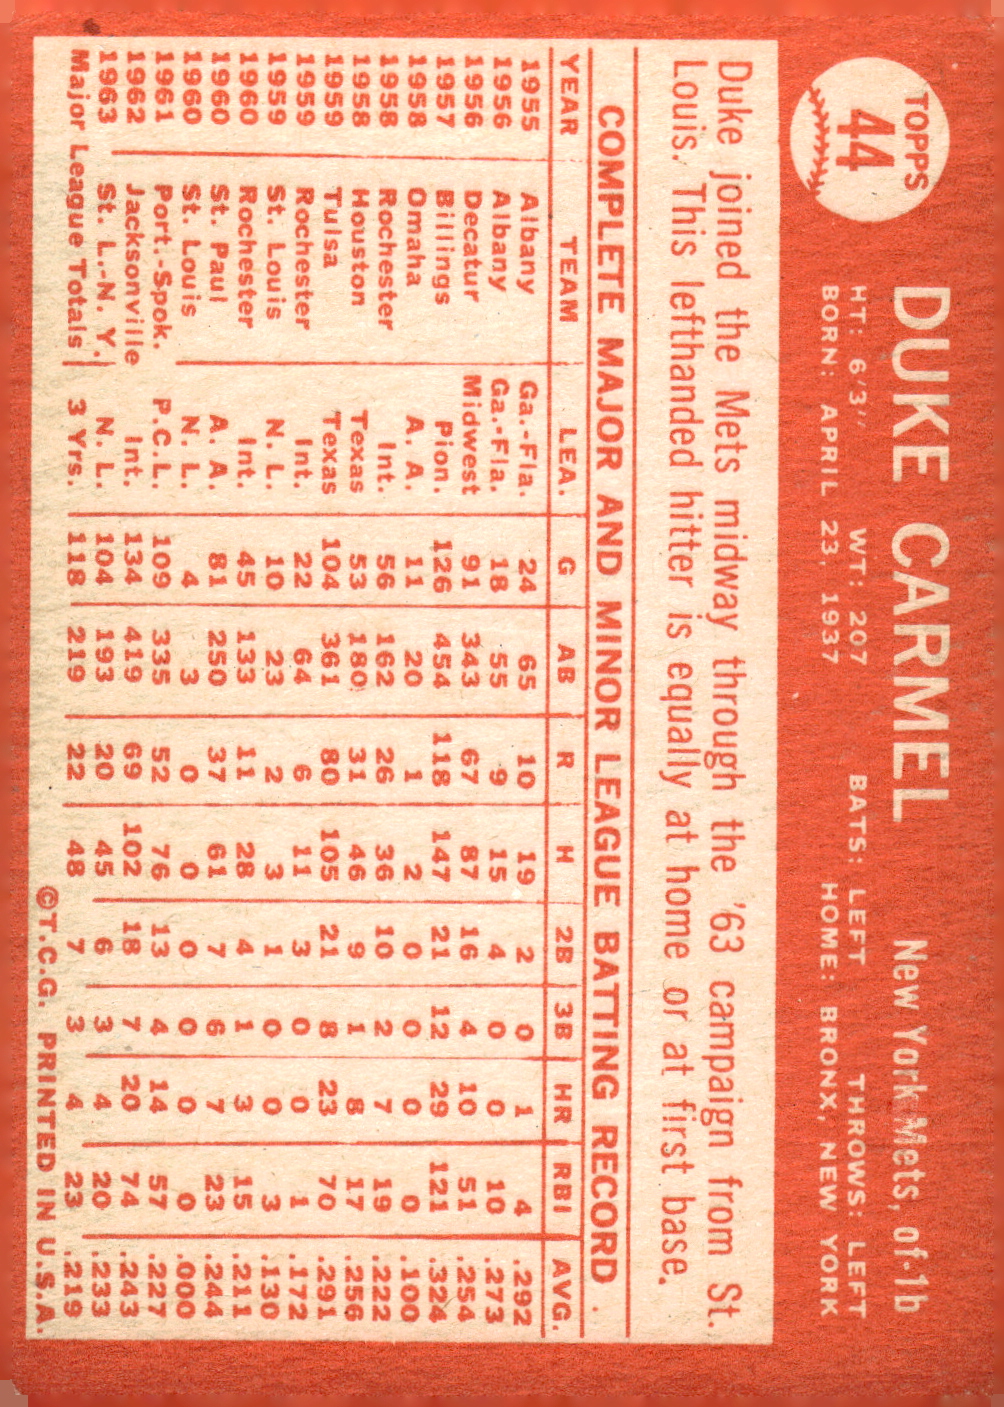 TOPPS
44
DUKE CARMEL New York Mets, of-1b
HT: 6'3" WT: 207 BATS: LEFT THROWS: LEFT
BORN: APRIL 23, 1937 HOME: BRONX, NEW YORK
Duke joined the Mets midway through the '63 campaign from St.
Louis. This lefthanded hitter is equally at home or at first base.
COMPLETE MAJOR AND MINOR LEAGUE BATTING RECORD
YEAR TEAM LEA. G AB R H 2B 3B HR RBI AVG.
1955 Albany Ga.-Fla. 24 65 10 19 2 0 1 4 .292
1956 Albany Ga.-Fla. 18 55 9 15 4 0 0 10 .273
1956 Decatur Midwest 91 343 67 87 16 4 10 51 .254
1957 Billings Pion. 126 454 118 147 21 12 29 121 .324
1958 Omaha A. A. 11 20 1 2 0 0 0 0 .100
1958 Rochester Int. 56 162 26 36 10 2 7 19 .222
1958 Houston Texas 53 180 31 46 9 1 8 17 .256
1959 Tulsa Texas 104 361 80 105 21 8 23 70 .291
1959 Rochester Int. 22 64 6 11 3 0 0 1 .172
1959 St. Louis N. L. 10 23 2 3 1 0 0 3 .130
1960 Rochester Int. 45 133 11 28 4 1 3 15 .211
1960 St. Paul A. A. 81 250 37 61 7 6 7 23 .244
1960 St. Louis N. L. 4 3 0 0 0 0 0 0 .000
1961 Port.-Spok. P.C.L. 109 335 52 76 13 4 14 57 .227
1962 Jacksonville Int. 134 419 69 102 18 7 20 74 .243
1963 St. L.-N. Y. N. L. 104 193 20 45 6 3 4 20 .233
Major League Totals 3 Yrs. 118 219 22 48 7 3 4 23 .219
©T.C.G. PRINTED IN U.S.A.